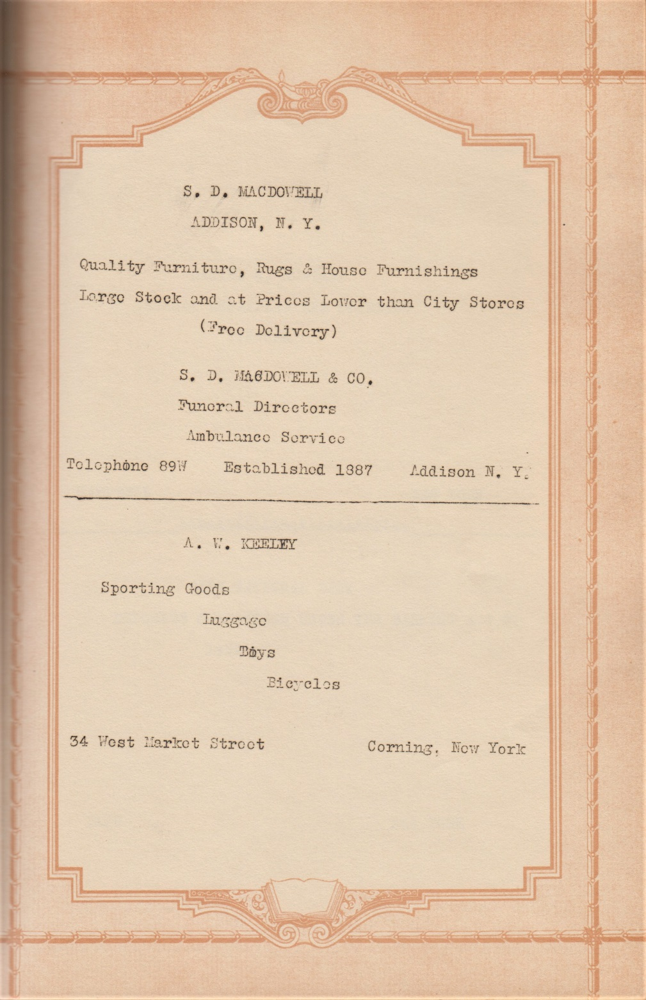 S. D. MACDOWELL
ADDISON, N. Y.
Quality Furniture, Rugs & House Furnishings
Large Stock and at Prices Lower than City Stores
(Free Delivery)
S. D. MACDOWELL & CO.
Funeral Directors
Ambulance Service
Telephone 89W Established 1887 Addison N. Y.
A. W. KEELEY
Sporting Goods
Luggage
Toys
Bicycles
34 West Market Street Corning, New York